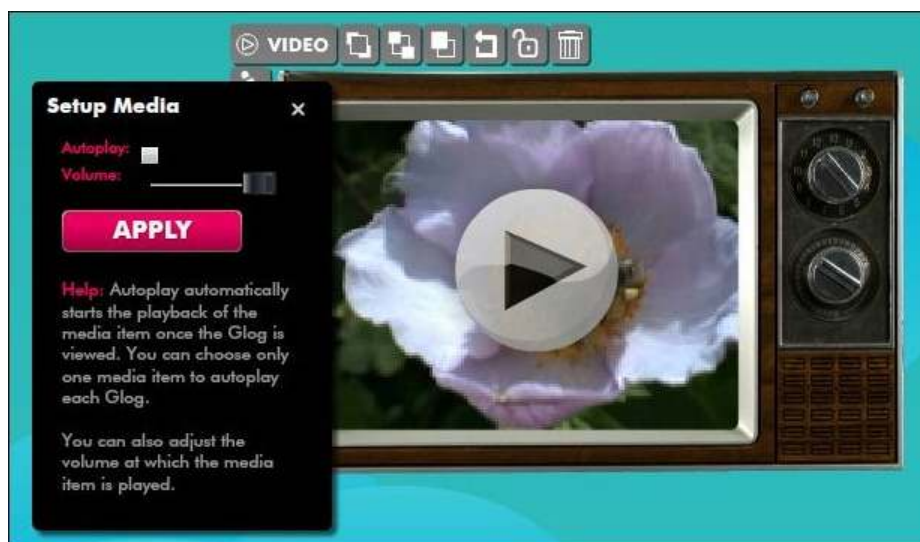 VIDEO
Setup Media
Autoplay:
Volume:
APPLY
Help: Autoplay automatically
starts the playback of the
media item once the Glog is
viewed. You can choose only
one media item to autoplay
each Glog.
You can also adjust the
volume at which the media
item is played.